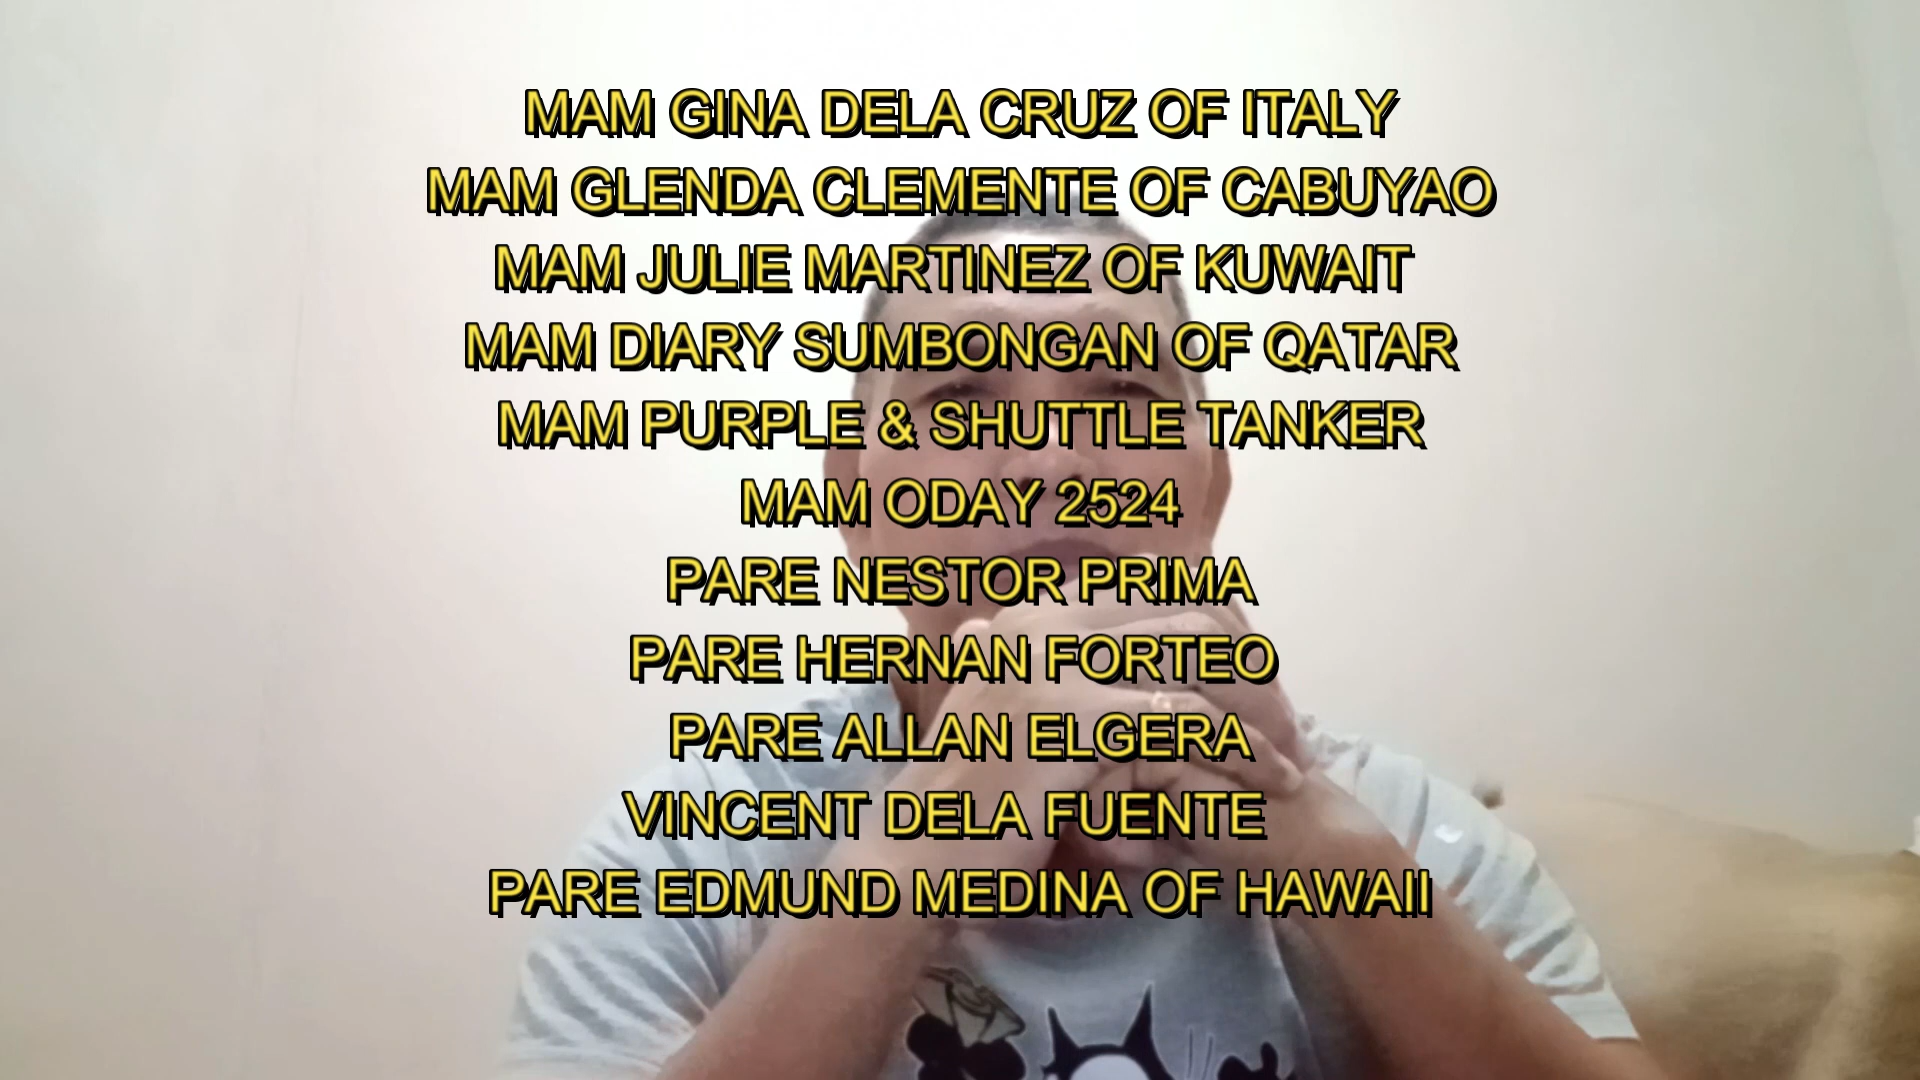 MAM GINA DELA CRUZ OF ITALY
MAM GLENDA CLEMENTE OF CABUYAO
MAM JULIE MARTINEZ OF KUWAIT
MAM DIARY SUMBONGAN OF QATAR
MAM PURPLE & SHUTTLE TANKER
MAM ODAY 2524
PARE NESTOR PRIMA
PARE HERNAN FORTEO
PARE ALLAN ELGERA
VINCENT DELA FUENTE
PARE EDMUND MEDINA OF HAWAII